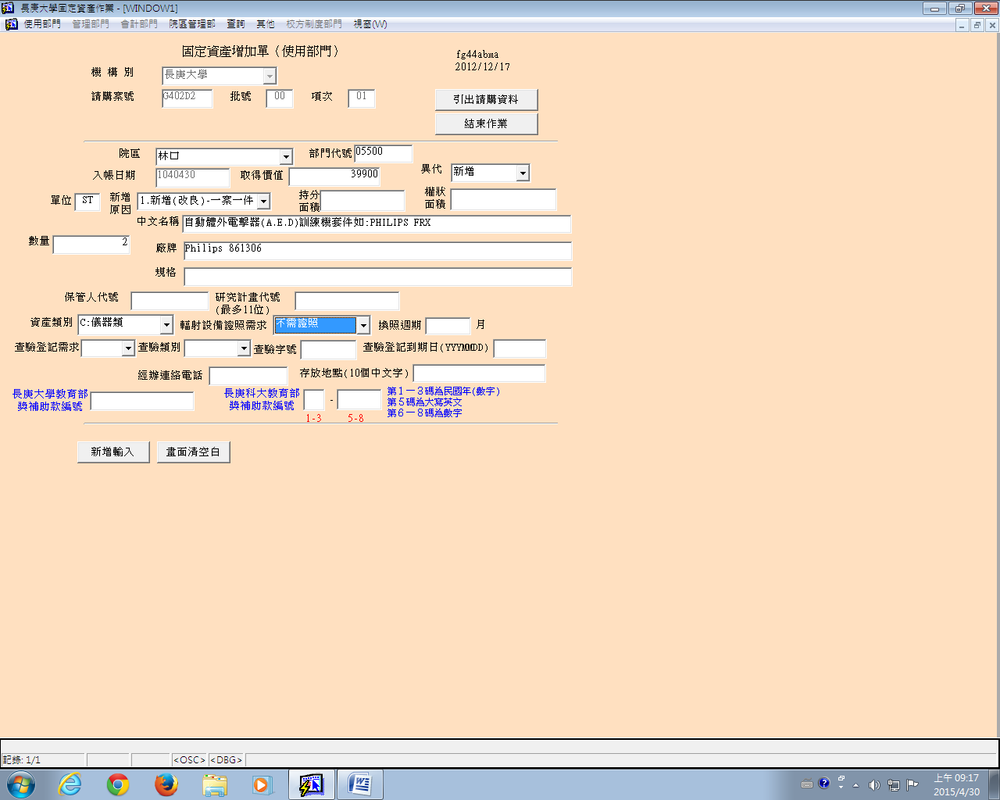 長庚大學固定資產作業 - [WINDOW1]
使用部門 管理部門 會計部門 院區管理部 查詢 其他 校方制度部門 視窗(W)
固定資產增加單（使用部門）
fg44abma
2012/12/17
機 構 別 長庚大學
請購案號 G402D2 批號 00 項次 01
引出請購資料
結束作業
院區 林口 部門代號 05500
入帳日期 1040430 取得價值 39900 異代 新增
單位 ST 新增原因 1.新增(改良)-一案一件 持分面積 權狀面積
中文名稱 自動體外電擊器(A.E.D)訓練機套件如:PHILIPS FRX
數量 2
廠牌 Philips 861306
規格
保管人代號 研究計畫代號
(最多11位)
資產類別 C:儀器類 輻射設備證照需求 不需證照 換照週期 月
查驗登記需求 查驗類別 查驗字號 查驗登記到期日(YYYMMDD)
經辦連絡電話 存放地點(10個中文字)
長庚大學教育部
獎補助款編號
長庚科大教育部
獎補助款編號
-
1-3 5-8
第１－３碼為民國年(數字)
第５碼為大寫英文
第６－８碼為數字
新增輸入 畫面清空白
記錄: 1/1 <OSC> <DBG>
上午 09:17
2015/4/30